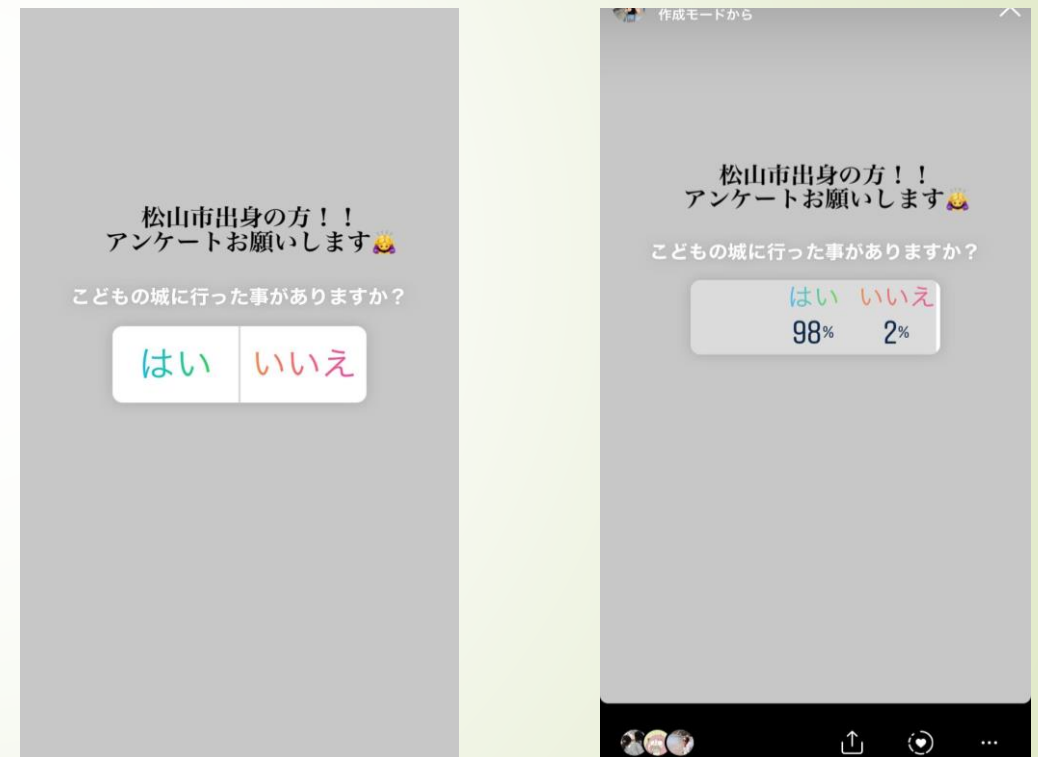 松山市出身の方！！
アンケートお願いします🙇
こどもの城に行った事がありますか？
はい いいえ
作成モードから
松山市出身の方！！
アンケートお願いします🙇
こどもの城に行った事がありますか？
はい いいえ
98% 2%